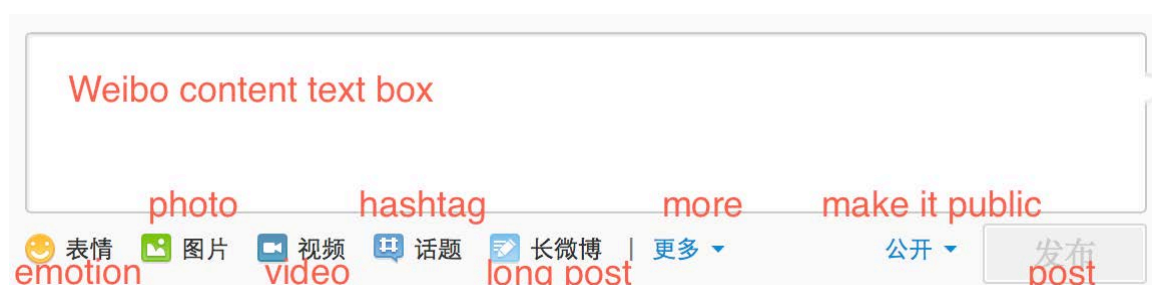 Weibo content text box
photo hashtag more make it public
表情 图片 视频 话题 长微博 | 更多 公开 发布
emotion video long post post